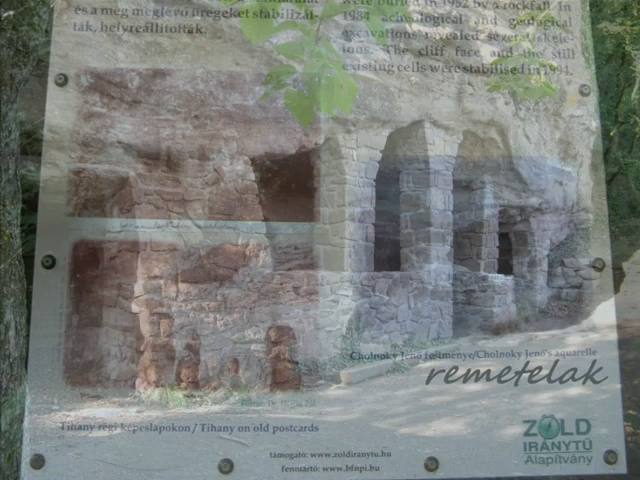 és a még meglévő üregeket stabilizál-
ták, helyreállították.
were buried in 1952 by a rockfall. In
1984 acheological and geological
excavations revealed several skele-
tons. The cliff face and the still
existing cells were stabilised in 1994.
Cholnoky Jenő festménye/Cholnoky Jenő's aquarelle
remetelak
Tihany régi képeslapokon / Tihany on old postcards
ZÖLD
IRÁNYTŰ
Alapítvány
támogató: www.zoldiranytu.hu
fenntartó: www.bfnpi.hu